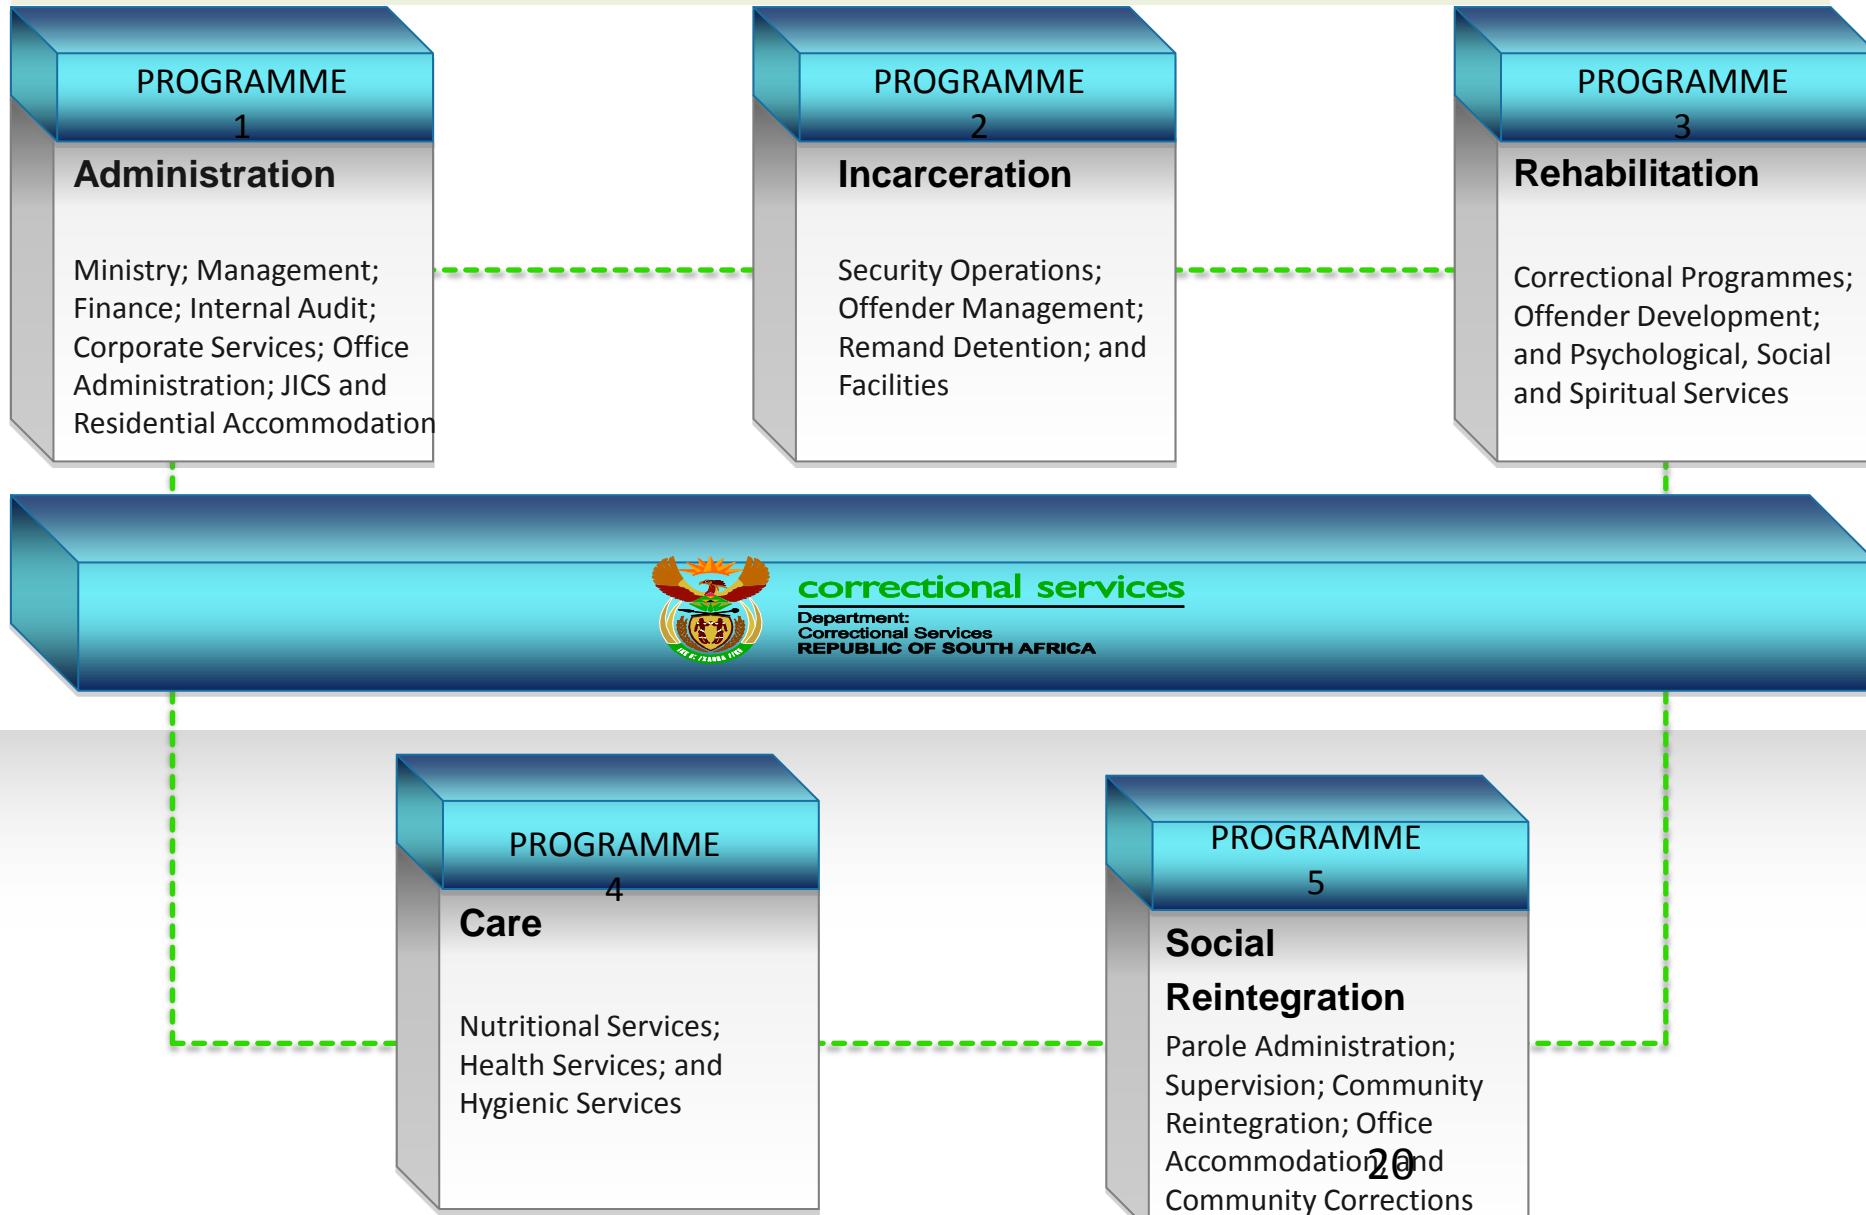 PROGRAMME
1
Administration
Ministry; Management;
Finance; Internal Audit;
Corporate Services; Office
Administration; JICS and
Residential Accommodation
PROGRAMME
2
Incarceration
Security Operations;
Offender Management;
Remand Detention; and
Facilities
PROGRAMME
3
Rehabilitation
Correctional Programmes;
Offender Development;
and Psychological, Social
and Spiritual Services
correctional services
Department:
Correctional Services
REPUBLIC OF SOUTH AFRICA
PROGRAMME
4
Care
Nutritional Services;
Health Services; and
Hygienic Services
PROGRAMME
5
Social
Reintegration
Parole Administration;
Supervision; Community
Reintegration; Office
Accommodation; and
Community Corrections
20